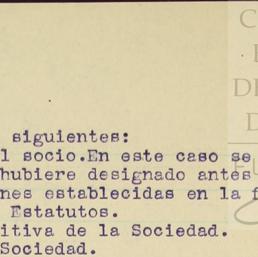 siguientes:
l socio.En este caso se
hubiere designado antes
nes establecidas en la f
Estatutos.
itiva de la Sociedad.
Sociedad.